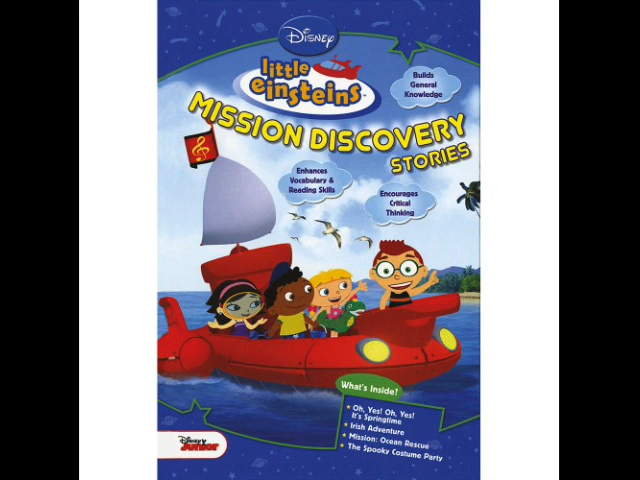 Disney
little
einsteins™
MISSION DISCOVERY
STORIES
Builds
General
Knowledge
Enhances
Vocabulary &
Reading Skills
Encourages
Critical
Thinking
What's Inside?
★ Oh, Yes! Oh, Yes!
It's Springtime
★ Irish Adventure
★ Mission: Ocean Rescue
★ The Spooky Costume Party
Disney
JUNIOR